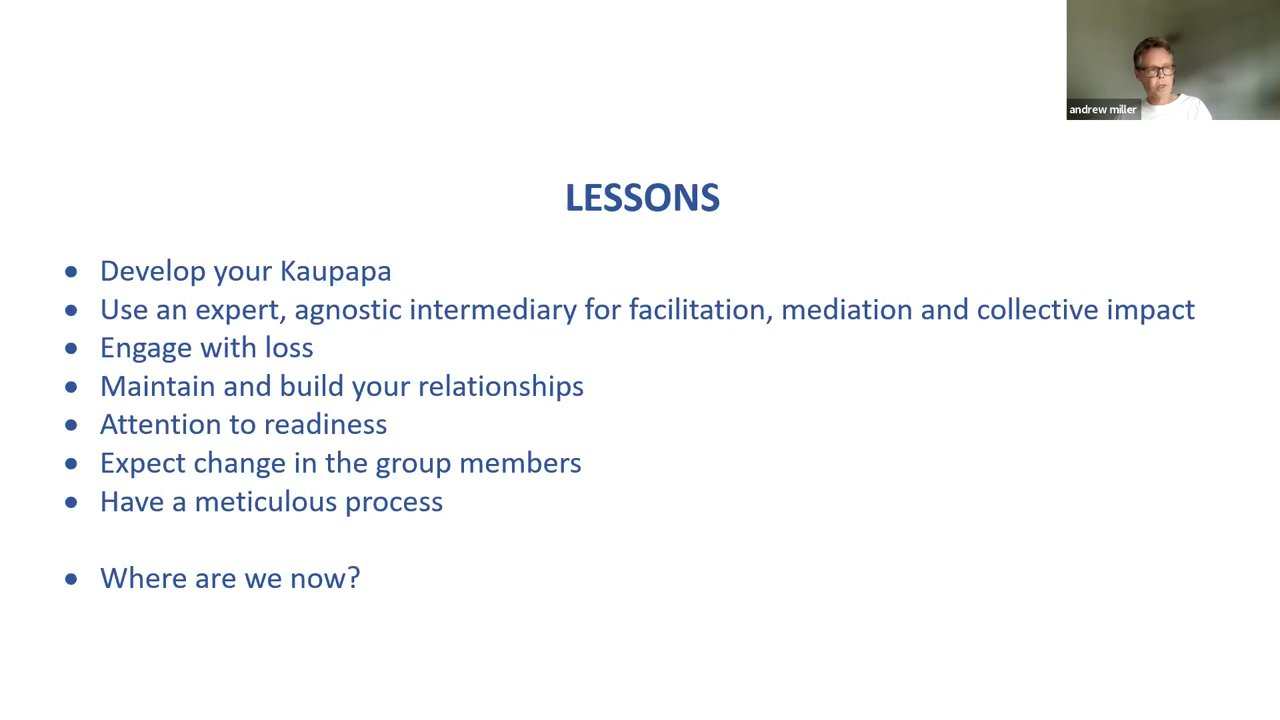 andrew miller
LESSONS
• Develop your Kaupapa
• Use an expert, agnostic intermediary for facilitation, mediation and collective impact
• Engage with loss
• Maintain and build your relationships
• Attention to readiness
• Expect change in the group members
• Have a meticulous process
• Where are we now?